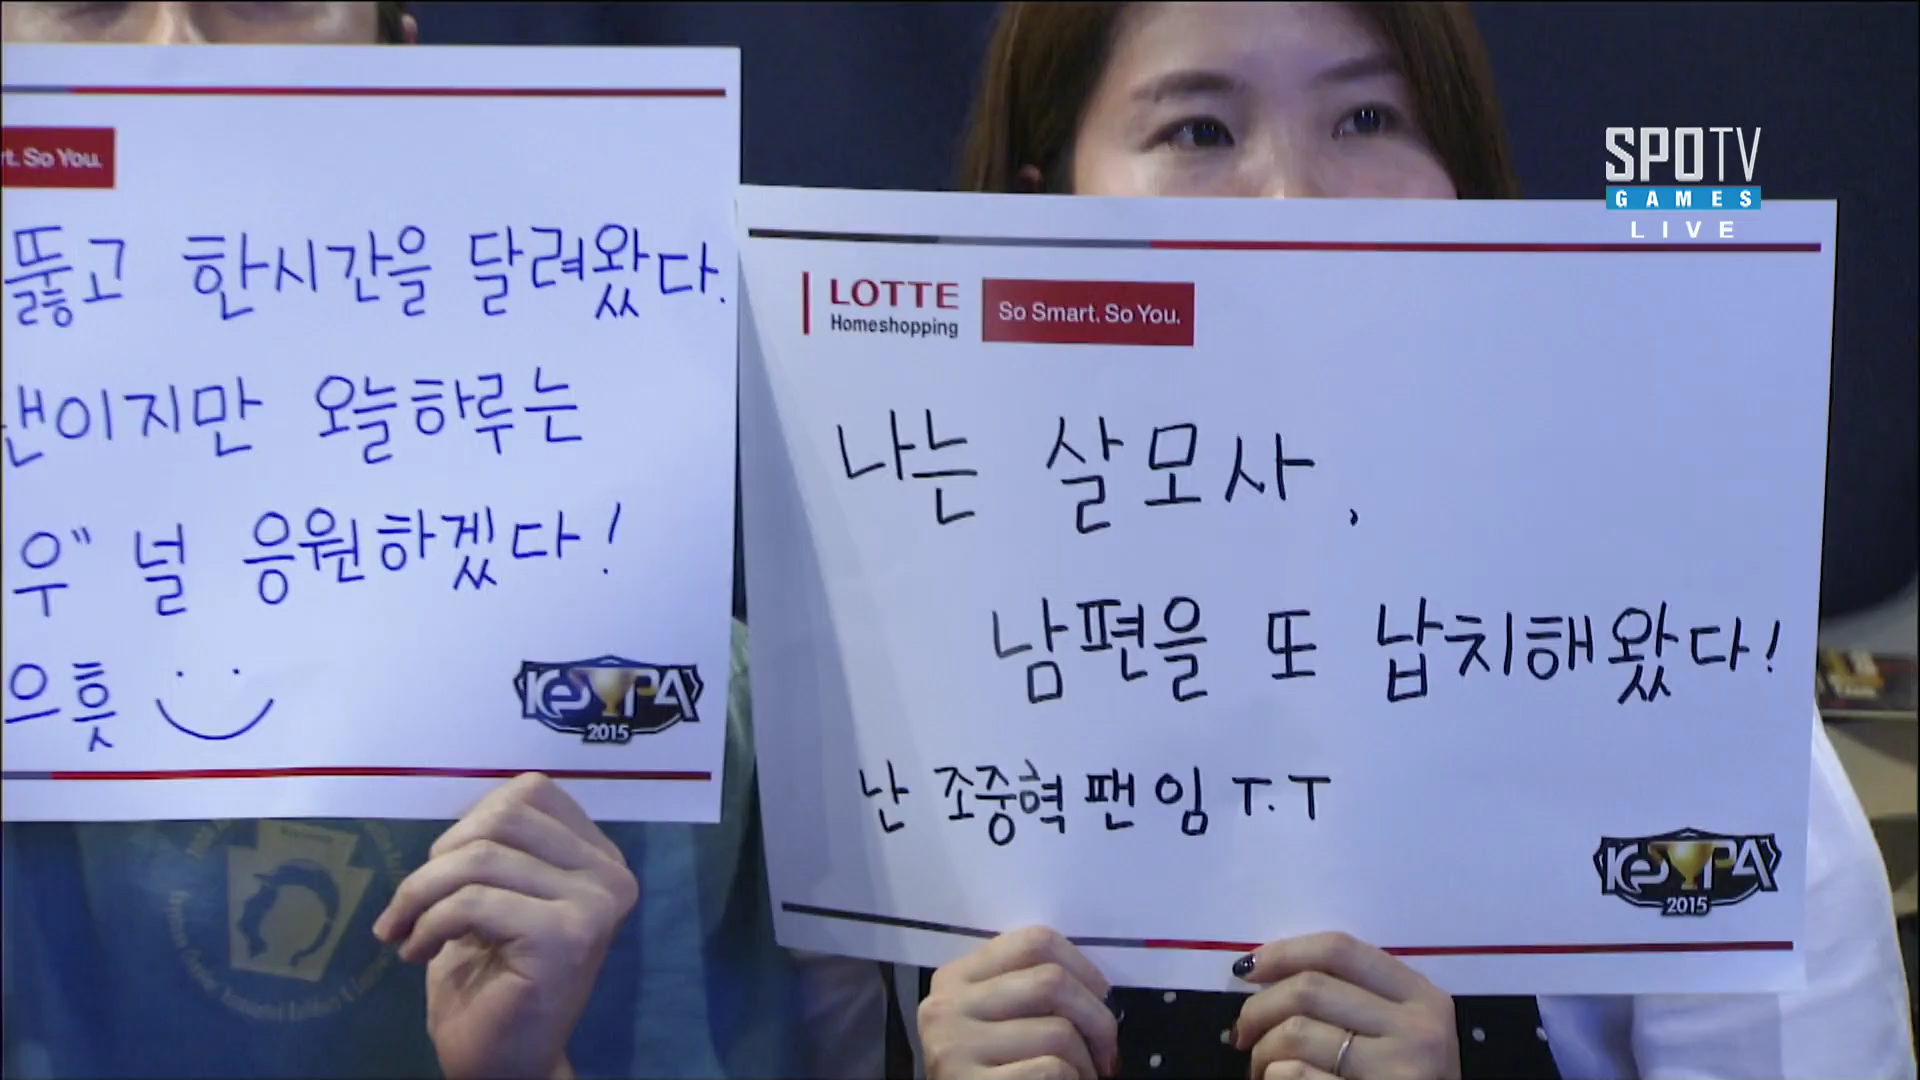 SPOTV
GAMES
LIVE
So You.
뚫고 한시간을 달려왔다.
팬이지만 오늘하루는
우" 널 응원하겠다!
으흣
KeSPA
2015
LOTTE
Homeshopping
So Smart. So You.
나는 살모사,
남편을 또 납치해왔다!
난 조중혁팬임 T.T
KeSPA
2015